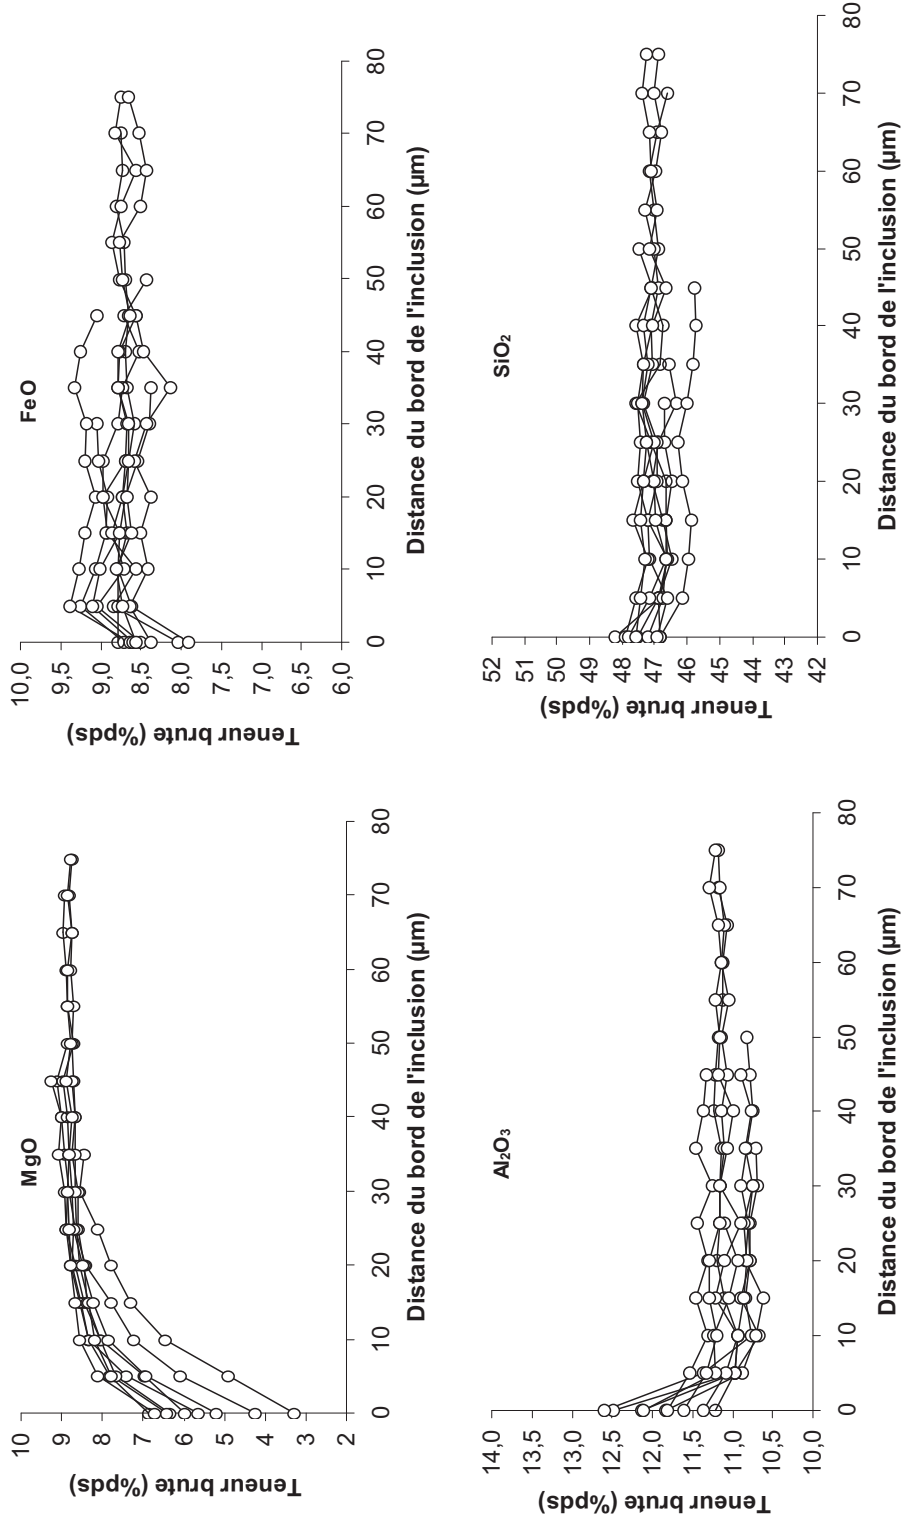 MgO
Teneur brute (%pds)
10
9
8
7
6
5
4
3
2
0 10 20 30 40 50 60 70 80
Distance du bord de l'inclusion (µm)
FeO
Teneur brute (%pds)
10,0
9,5
9,0
8,5
8,0
7,5
7,0
6,5
6,0
0 10 20 30 40 50 60 70 80
Distance du bord de l'inclusion (µm)
Al₂O₃
Teneur brute (%pds)
14,0
13,5
13,0
12,5
12,0
11,5
11,0
10,5
10,0
0 10 20 30 40 50 60 70 80
Distance du bord de l'inclusion (µm)
SiO₂
Teneur brute (%pds)
52
51
50
49
48
47
46
45
44
43
42
0 10 20 30 40 50 60 70 80
Distance du bord de l'inclusion (µm)